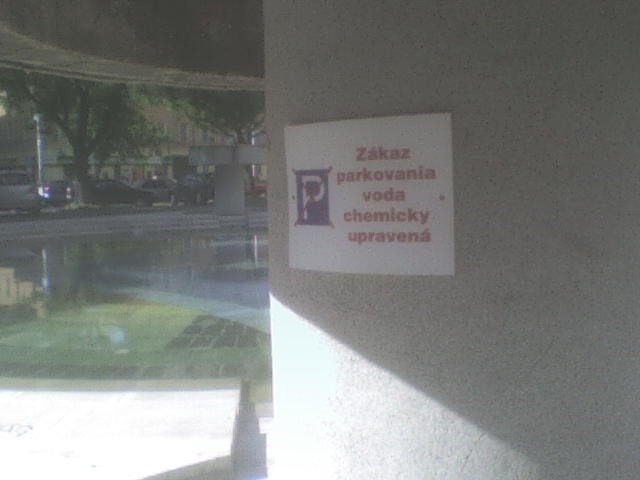 Zákaz
P parkovania
voda
chemicky
upravená